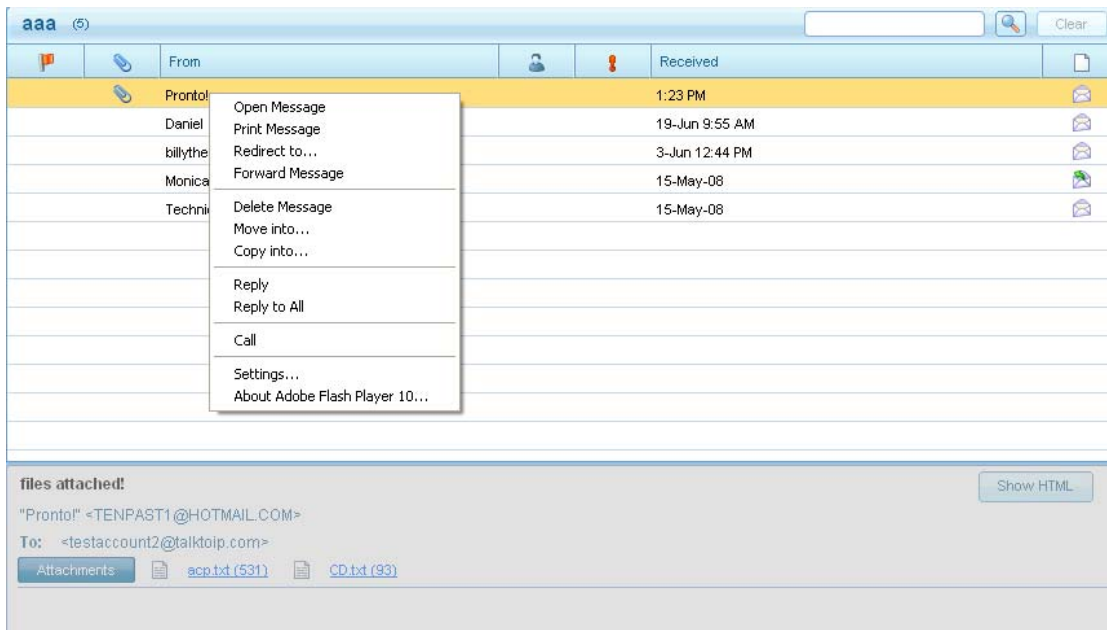 aaa (5) Clear
From Received
Pronto! 1:23 PM
Daniel 19-Jun 9:55 AM
billythe 3-Jun 12:44 PM
Monica 15-May-08
Techni 15-May-08
Open Message
Print Message
Redirect to...
Forward Message
Delete Message
Move into...
Copy into...
Reply
Reply to All
Call
Settings...
About Adobe Flash Player 10...
files attached! Show HTML
"Pronto!" <TENPAST1@HOTMAIL.COM>
To: <testaccount2@talktoip.com>
Attachments acp.txt (531) CD.txt (93)